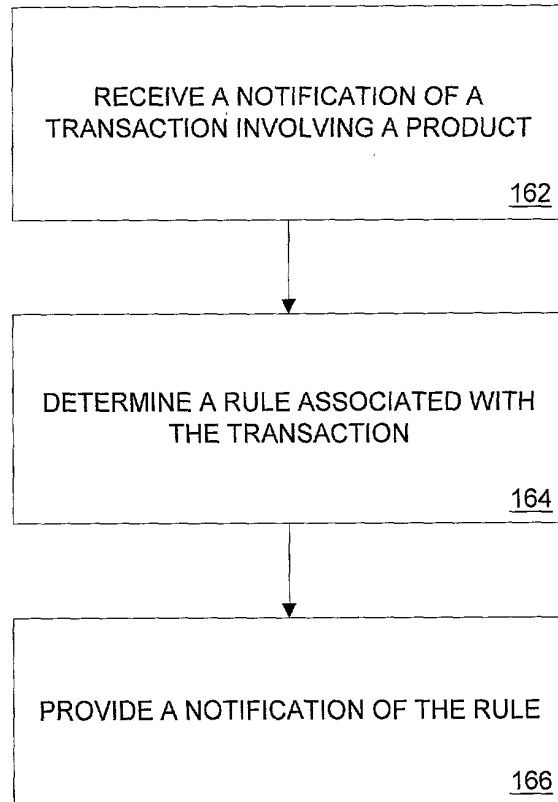 RECEIVE A NOTIFICATION OF A
TRANSACTION INVOLVING A PRODUCT
162
DETERMINE A RULE ASSOCIATED WITH
THE TRANSACTION
164
PROVIDE A NOTIFICATION OF THE RULE
166